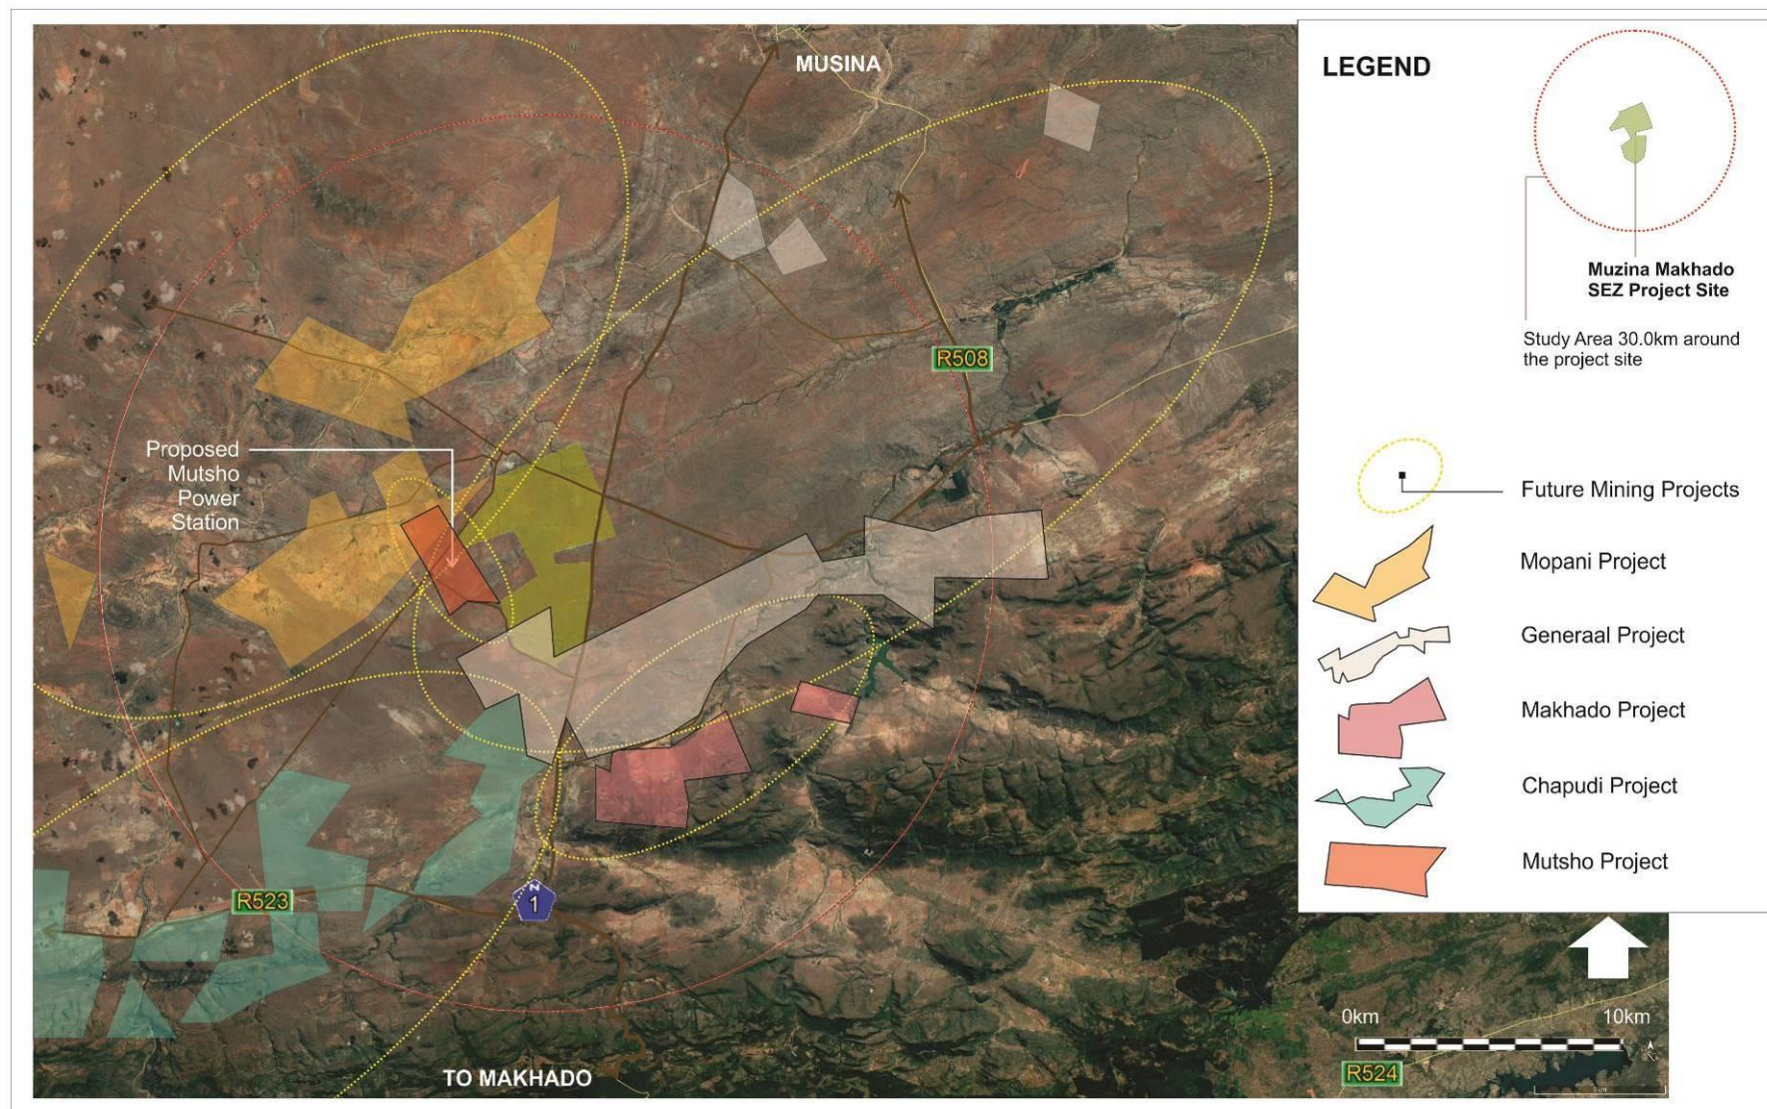 MUSINA
R508
Proposed
Mutsho
Power
Station
R523
N
1
TO MAKHADO
LEGEND
Muzina Makhado
SEZ Project Site
Study Area 30.0km around
the project site
Future Mining Projects
Mopani Project
Generaal Project
Makhado Project
Chapudi Project
Mutsho Project
0km 10km
R524